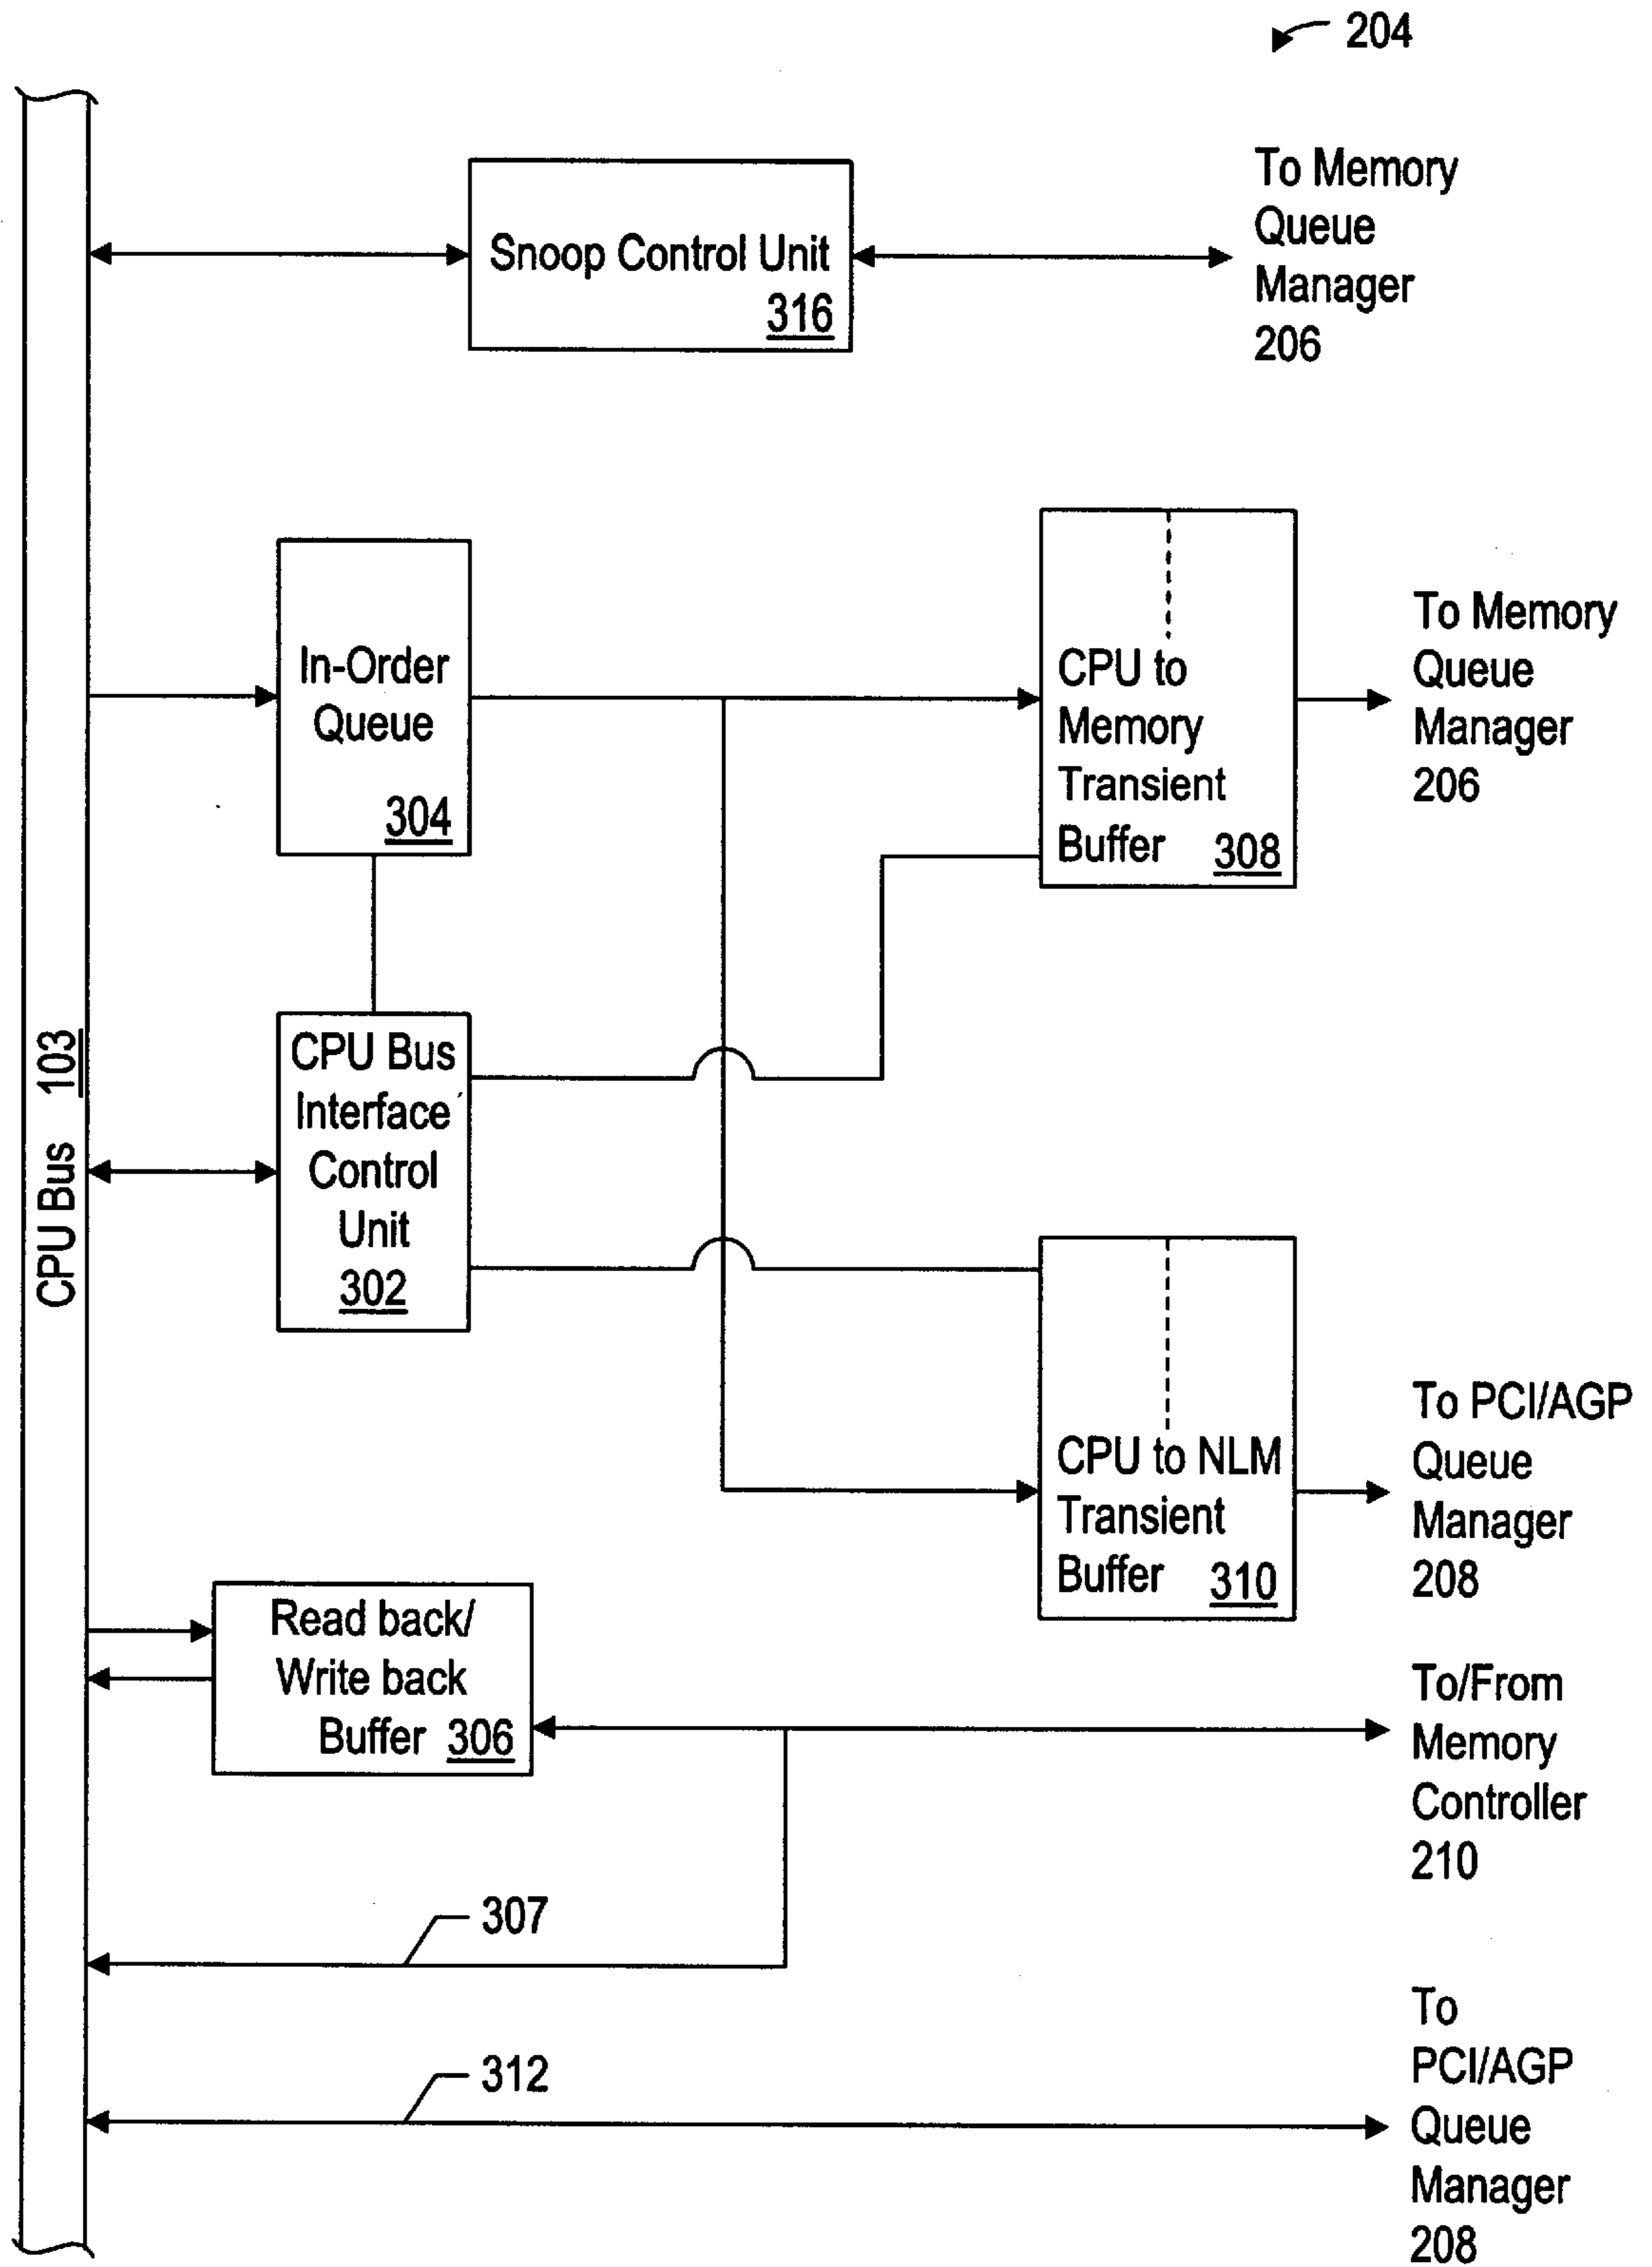 204
To Memory
Queue
Manager
206
Snoop Control Unit
316
In-Order
Queue
304
CPU to
Memory
Transient
Buffer 308
To Memory
Queue
Manager
206
CPU Bus 103
CPU Bus
Interface
Control
Unit
302
CPU to NLM
Transient
Buffer 310
To PCI/AGP
Queue
Manager
208
Read back/
Write back
Buffer 306
To/From
Memory
Controller
210
307
312
To
PCI/AGP
Queue
Manager
208